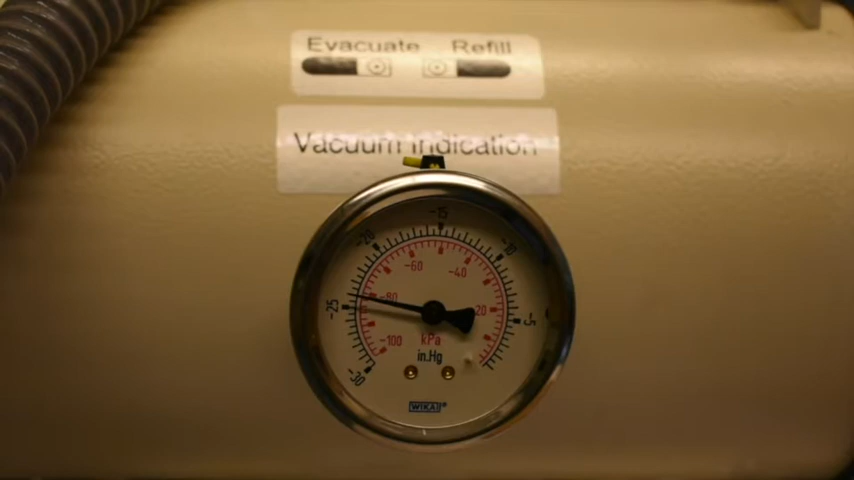 Evacuate Refill
Vacuum Indication
-15
-20 -10
-60 -40
-80
-25 20 -5
-100 kPa
in.Hg
-30
WIKA®